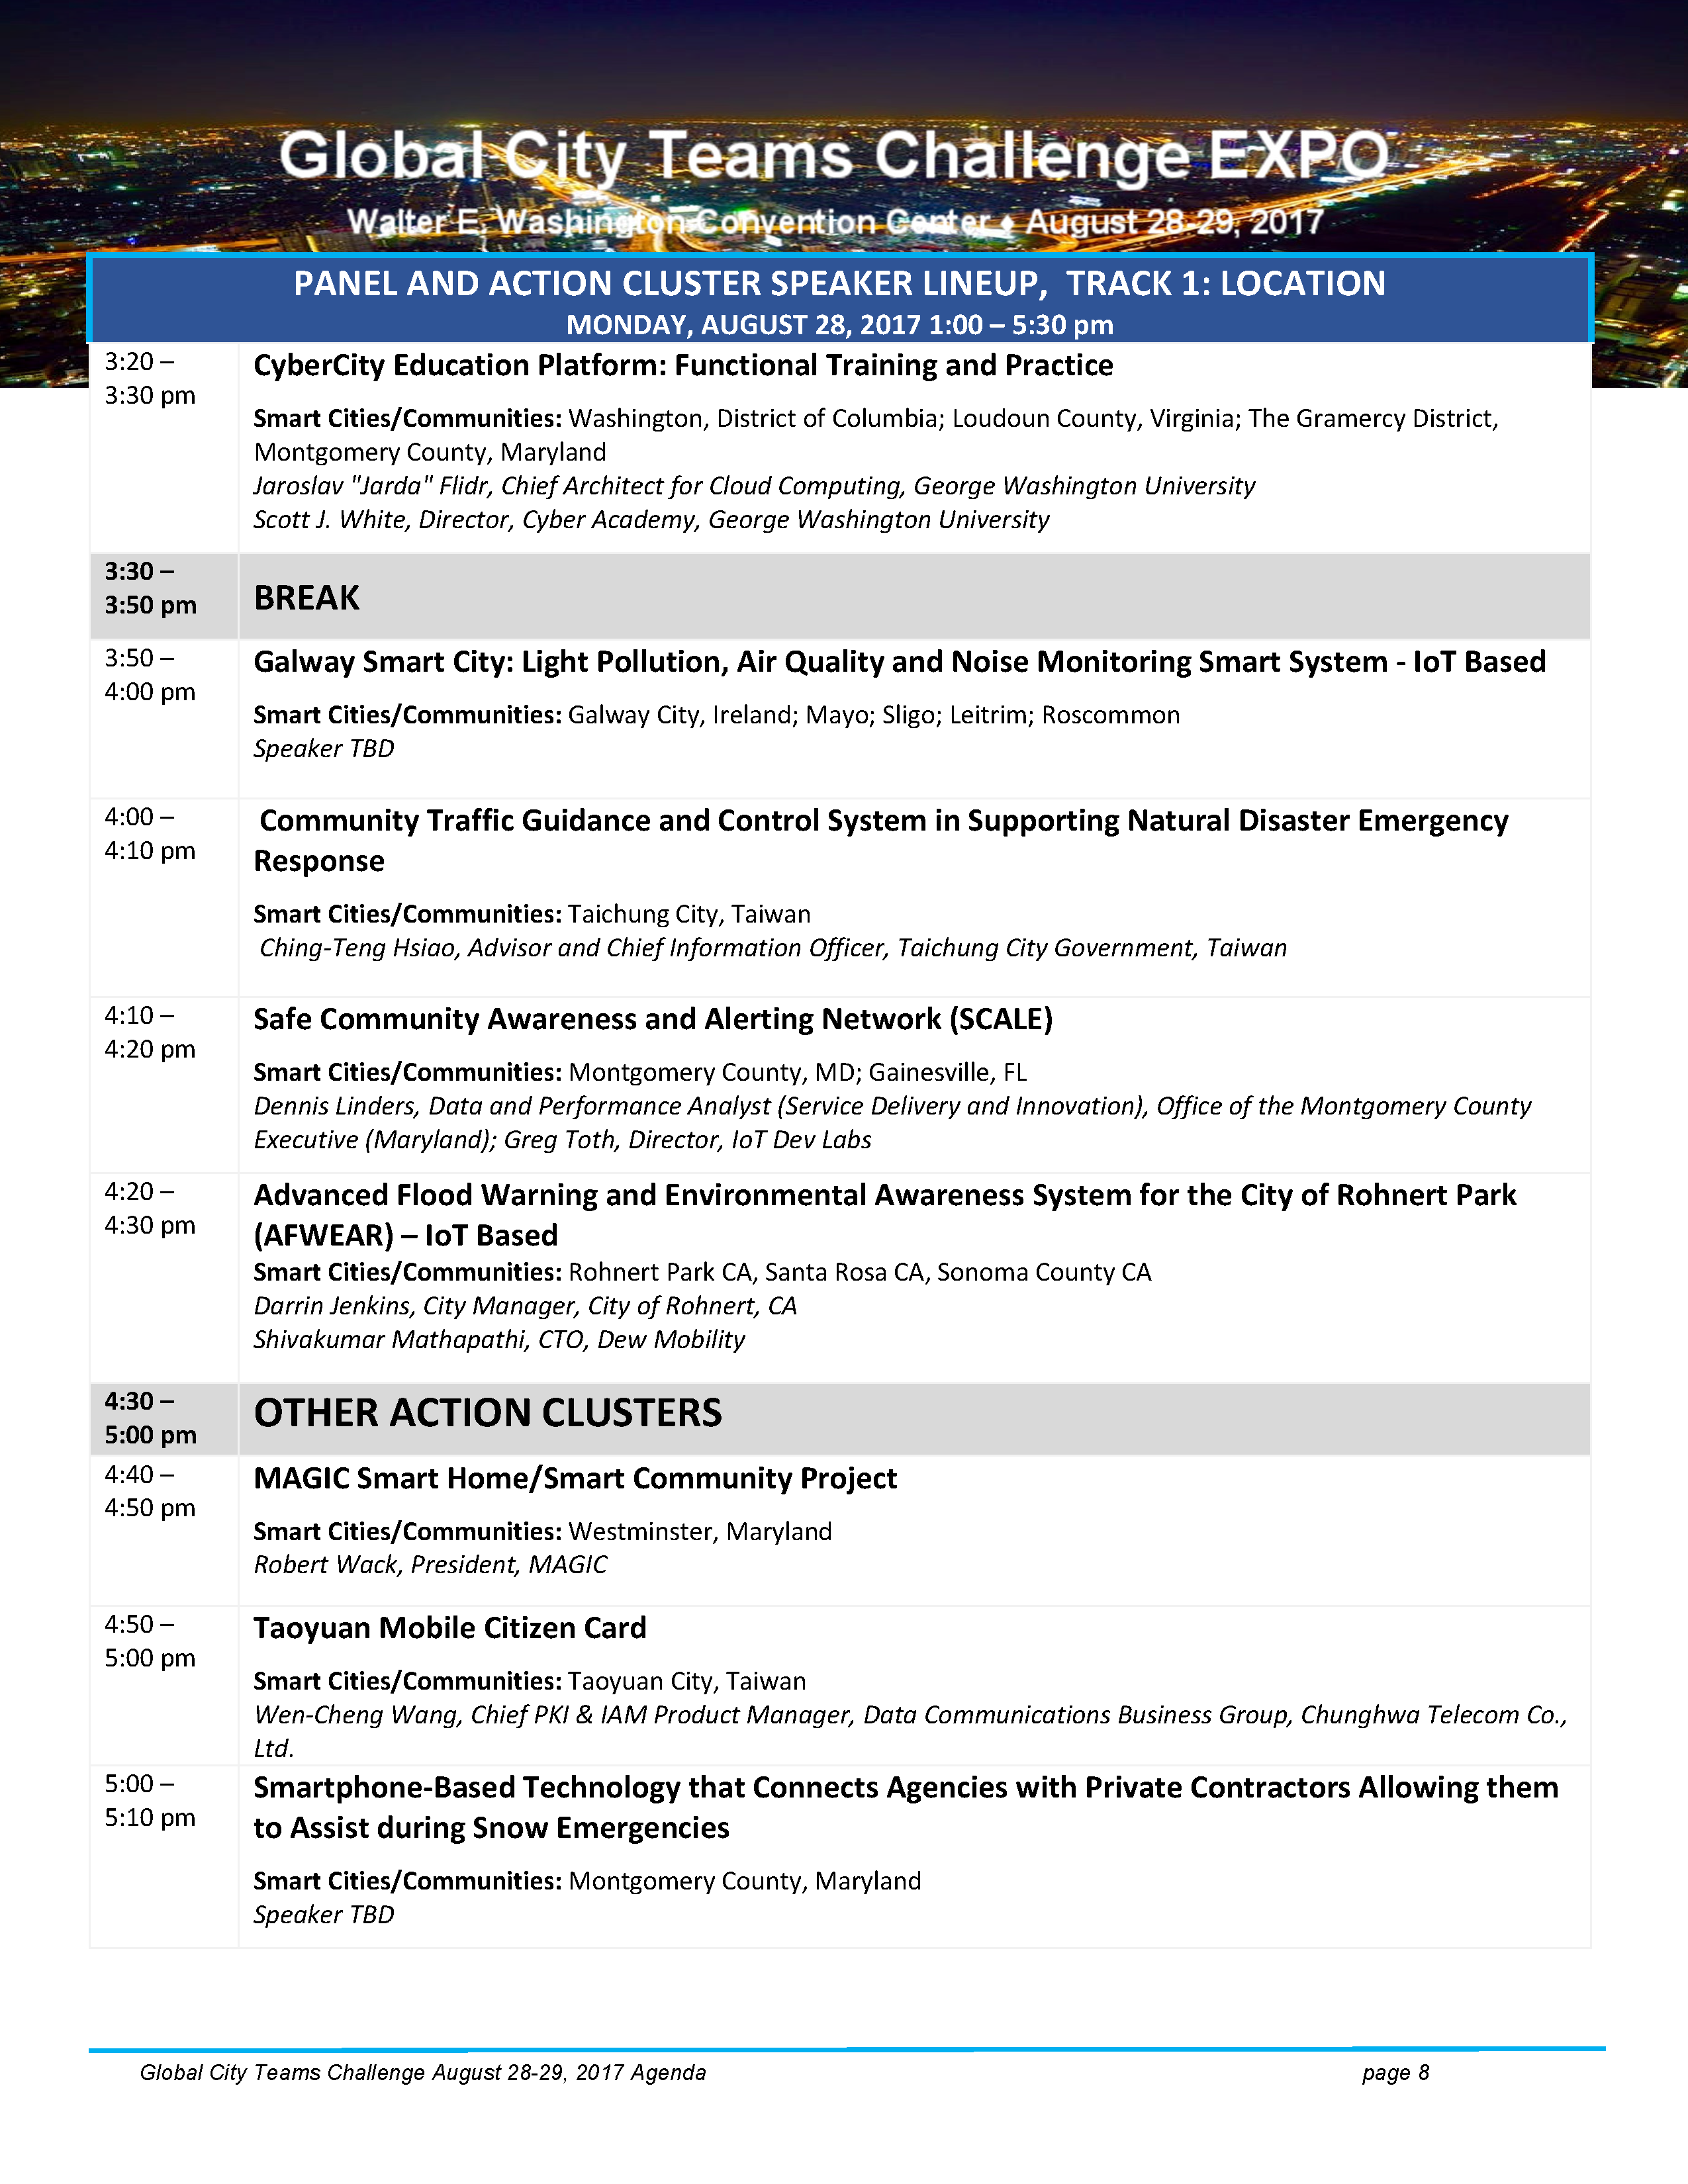 Global City Teams Challenge EXPO
Walter E. Washington Convention Center ♦ August 28-29, 2017
PANEL AND ACTION CLUSTER SPEAKER LINEUP,  TRACK 1: LOCATION
MONDAY, AUGUST 28, 2017 1:00 – 5:30 pm
3:20 –
3:30 pm
CyberCity Education Platform: Functional Training and Practice
Smart Cities/Communities: Washington, District of Columbia; Loudoun County, Virginia; The Gramercy District,
Montgomery County, Maryland
Jaroslav "Jarda" Flidr, Chief Architect for Cloud Computing, George Washington University
Scott J. White, Director, Cyber Academy, George Washington University
3:30 –
3:50 pm
BREAK
3:50 –
4:00 pm
Galway Smart City: Light Pollution, Air Quality and Noise Monitoring Smart System - IoT Based
Smart Cities/Communities: Galway City, Ireland; Mayo; Sligo; Leitrim; Roscommon
Speaker TBD
4:00 –
4:10 pm
Community Traffic Guidance and Control System in Supporting Natural Disaster Emergency
Response
Smart Cities/Communities: Taichung City, Taiwan
Ching-Teng Hsiao, Advisor and Chief Information Officer, Taichung City Government, Taiwan
4:10 –
4:20 pm
Safe Community Awareness and Alerting Network (SCALE)
Smart Cities/Communities: Montgomery County, MD; Gainesville, FL
Dennis Linders, Data and Performance Analyst (Service Delivery and Innovation), Office of the Montgomery County
Executive (Maryland); Greg Toth, Director, IoT Dev Labs
4:20 –
4:30 pm
Advanced Flood Warning and Environmental Awareness System for the City of Rohnert Park
(AFWEAR) – IoT Based
Smart Cities/Communities: Rohnert Park CA, Santa Rosa CA, Sonoma County CA
Darrin Jenkins, City Manager, City of Rohnert, CA
Shivakumar Mathapathi, CTO, Dew Mobility
4:30 –
5:00 pm
OTHER ACTION CLUSTERS
4:40 –
4:50 pm
MAGIC Smart Home/Smart Community Project
Smart Cities/Communities: Westminster, Maryland
Robert Wack, President, MAGIC
4:50 –
5:00 pm
Taoyuan Mobile Citizen Card
Smart Cities/Communities: Taoyuan City, Taiwan
Wen-Cheng Wang, Chief PKI & IAM Product Manager, Data Communications Business Group, Chunghwa Telecom Co.,
Ltd.
5:00 –
5:10 pm
Smartphone-Based Technology that Connects Agencies with Private Contractors Allowing them
to Assist during Snow Emergencies
Smart Cities/Communities: Montgomery County, Maryland
Speaker TBD
Global City Teams Challenge August 28-29, 2017 Agenda
page 8